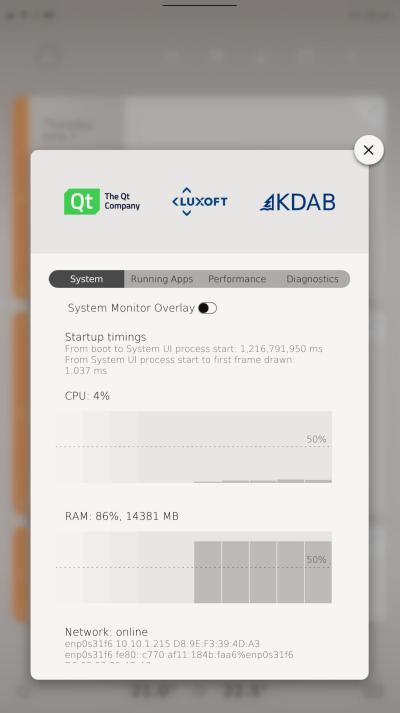 Qt The Qt Company
LUXOFT
KDAB
System Running Apps Performance Diagnostics
System Monitor Overlay
Startup timings
From boot to System UI process start: 1,216,791,950 ms
From System UI process start to first frame drawn:
1,037 ms
CPU: 4%
50%
RAM: 86%, 14381 MB
50%
Network: online
enp0s31f6 10.10.1.215 D8:9E:F3:39:4D:A3
enp0s31f6 fe80::c770:af11:184b:faa6%enp0s31f6
21.0° 22.5°